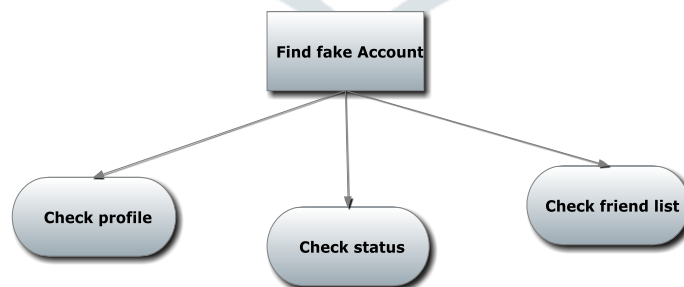 Find fake Account
Check profile
Check status
Check friend list